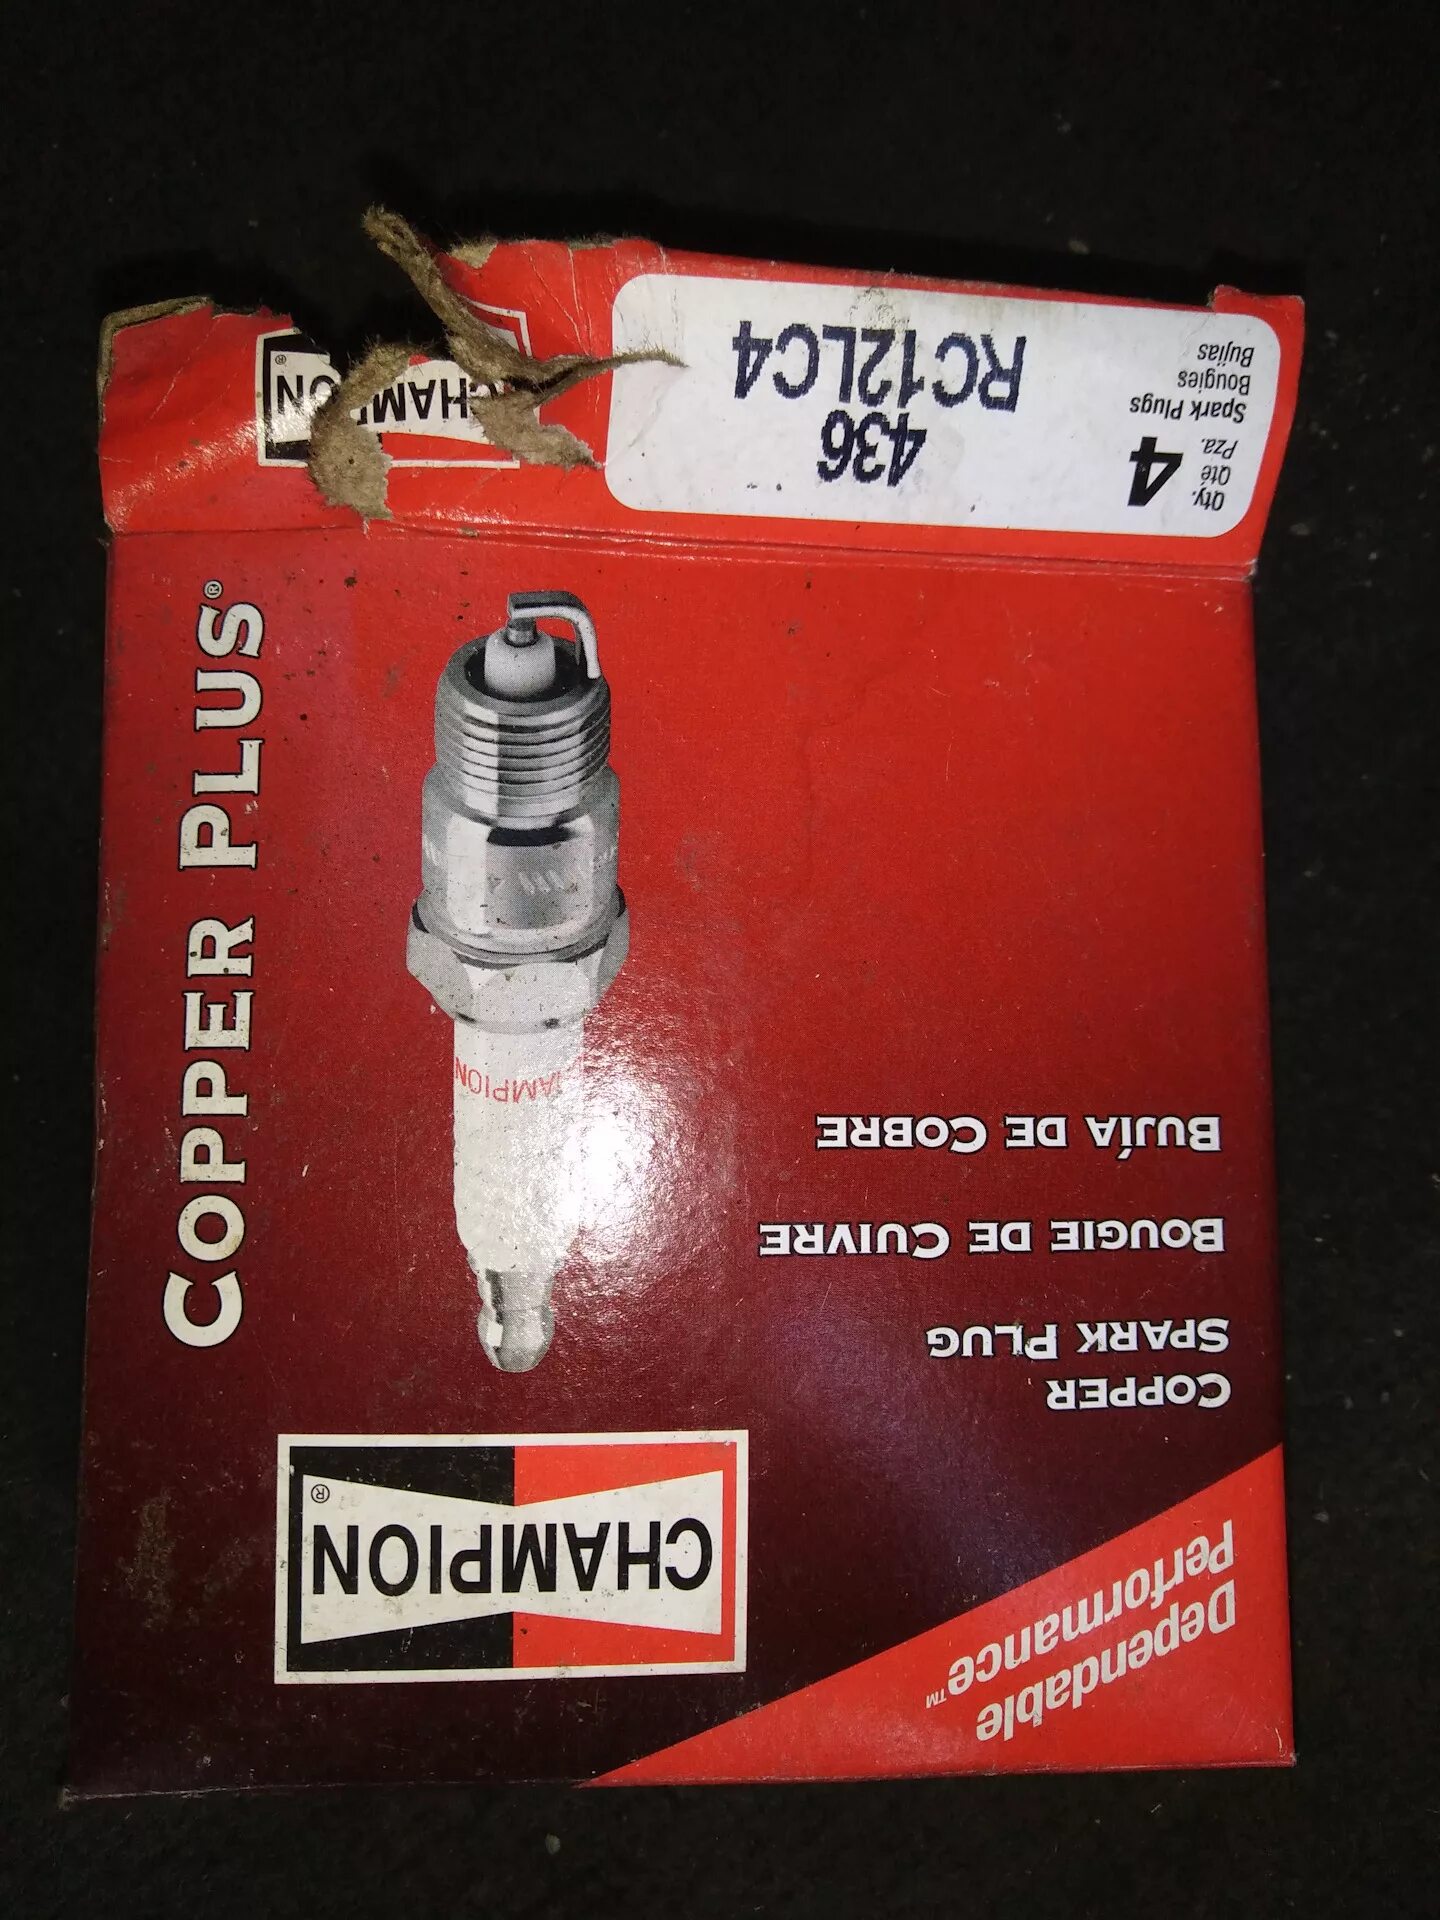 Dependable
Performance™
CHAMPION®
COPPER
SPARK PLUG
BOUGIE DE CUIVRE
BUJÍA DE COBRE
COPPER PLUS®
AMPION
Qty.
Qté
Pza.
4
Spark Plugs
Bougies
Bujías
436
RC12LC4
CHAMPION®